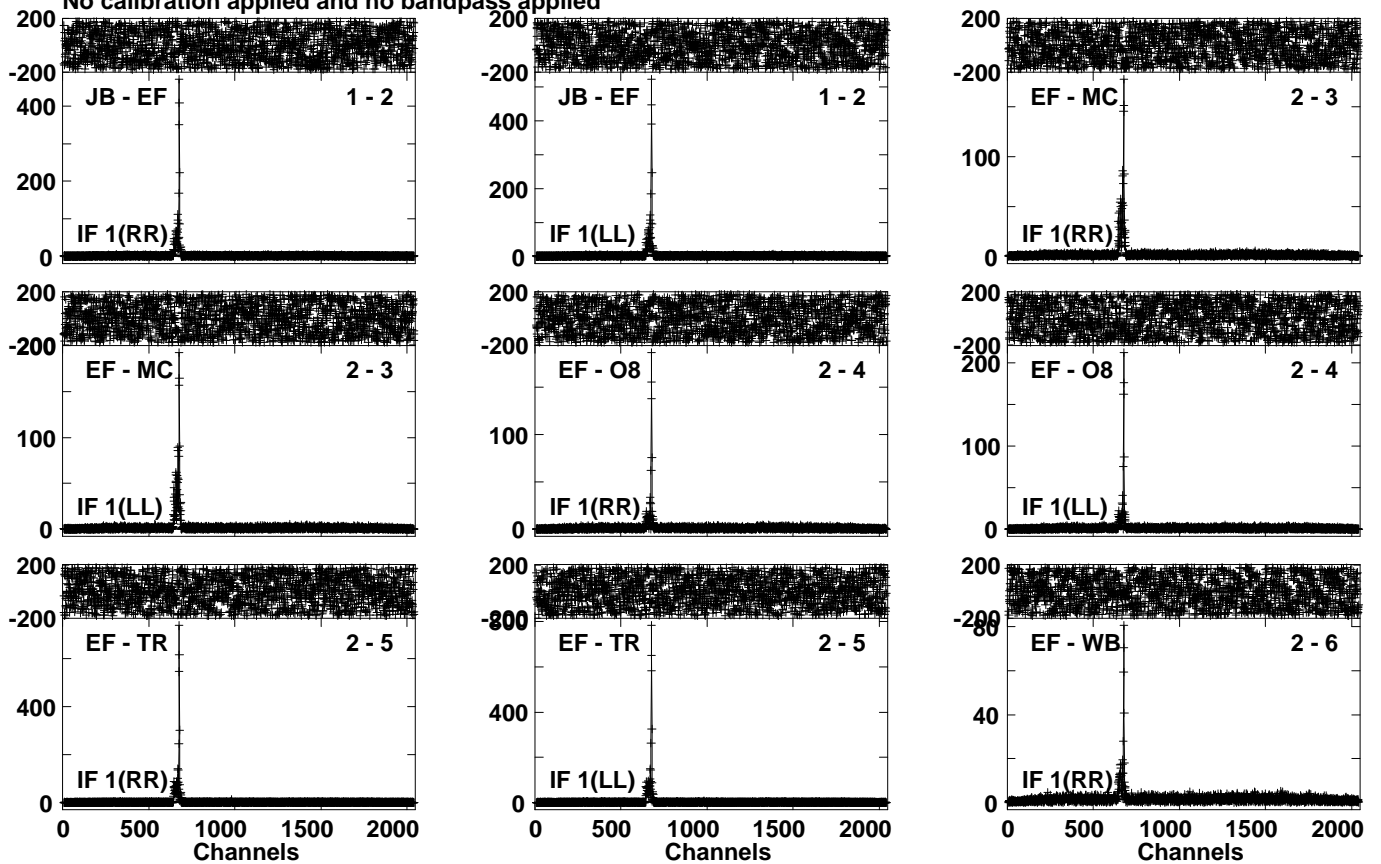 No calibration applied and no bandpass applied
200
-200
JB - EF 1 - 2
400
200
0
IF 1(RR)
200
-200
JB - EF 1 - 2
400
200
0
IF 1(LL)
200
-200
EF - MC 2 - 3
100
0
IF 1(RR)
200
-200
EF - MC 2 - 3
100
0
IF 1(LL)
200
-200
EF - O8 2 - 4
100
0
IF 1(RR)
200
-200
200
EF - O8 2 - 4
100
0
IF 1(LL)
200
-200
EF - TR 2 - 5
400
0
IF 1(RR)
0 500 1000 1500 2000
Channels
200
-200
800
EF - TR 2 - 5
400
0
IF 1(LL)
0 500 1000 1500 2000
Channels
200
-200
80
EF - WB 2 - 6
40
0
IF 1(RR)
0 500 1000 1500 2000
Channels